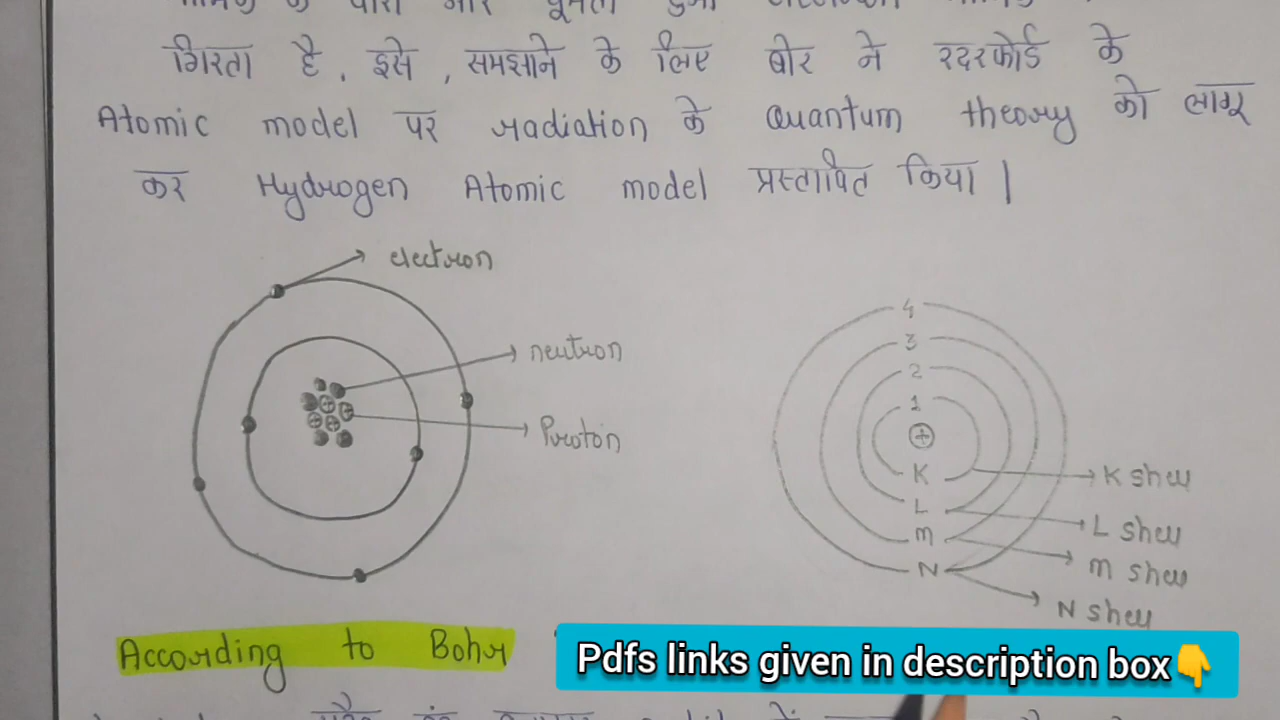 गिरता है, इसे, समझाने के लिए बोर ने रदरफोर्ड के
Atomic model पर radiation के Quantum theory को लागू
कर Hydrogen Atomic model प्रस्तापित किया।
electron
neutron
Proton
4
3
2
1
+
K
L
m
N
K shell
L shell
m shell
N shell
According to Bohr
Pdfs links given in description box👇